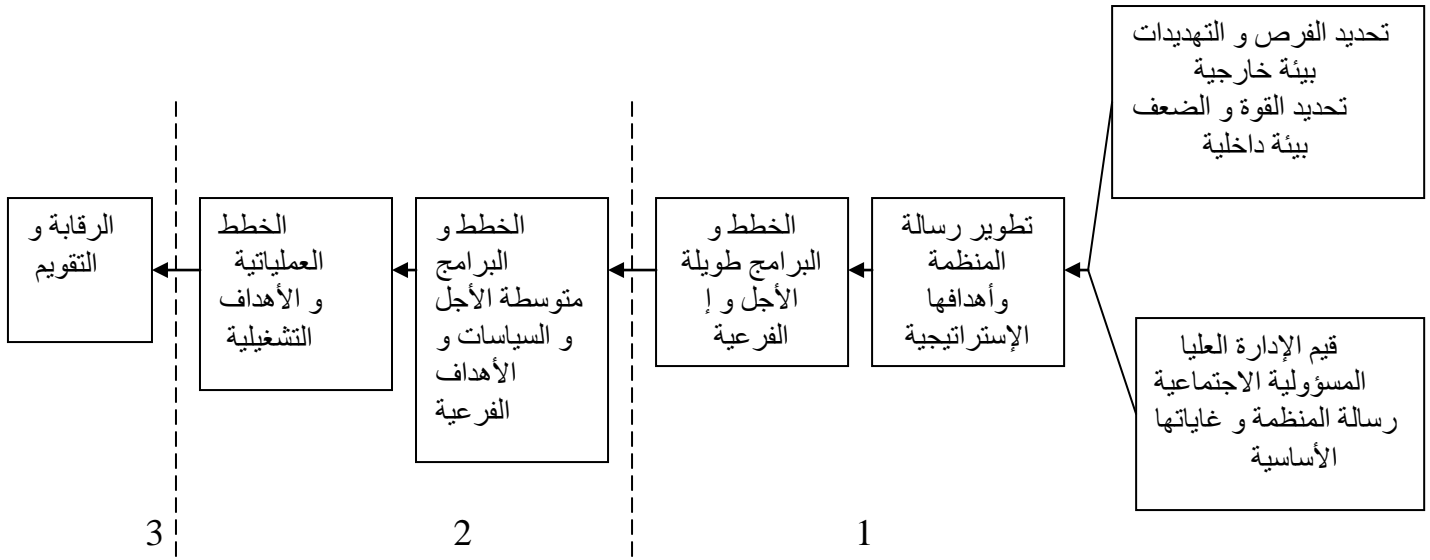 تحديد الفرص و التهديدات
بيئة خارجية
تحديد القوة و الضعف
بيئة داخلية
قيم الإدارة العليا
المسؤولية الاجتماعية
رسالة المنظمة و غاياتها
الأساسية
تطوير رسالة
المنظمة
وأهدافها
الإستراتيجية
الخطط و
البرامج طويلة
الأجل و إ
الفرعية
الخطط و
البرامج
متوسطة الأجل
و السياسات و
الأهداف
الفرعية
الخطط
العملياتية
و الأهداف
التشغيلية
الرقابة و
التقويم
1
2
3